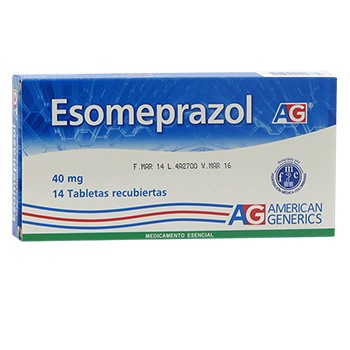 Esomeprazol
AG®
F.MAR 14 L.4A2700 V.MAR 16
40 mg
14 Tabletas recubiertas
m
f c
AG AMERICAN
GENERICS
MEDICAMENTO ESENCIAL